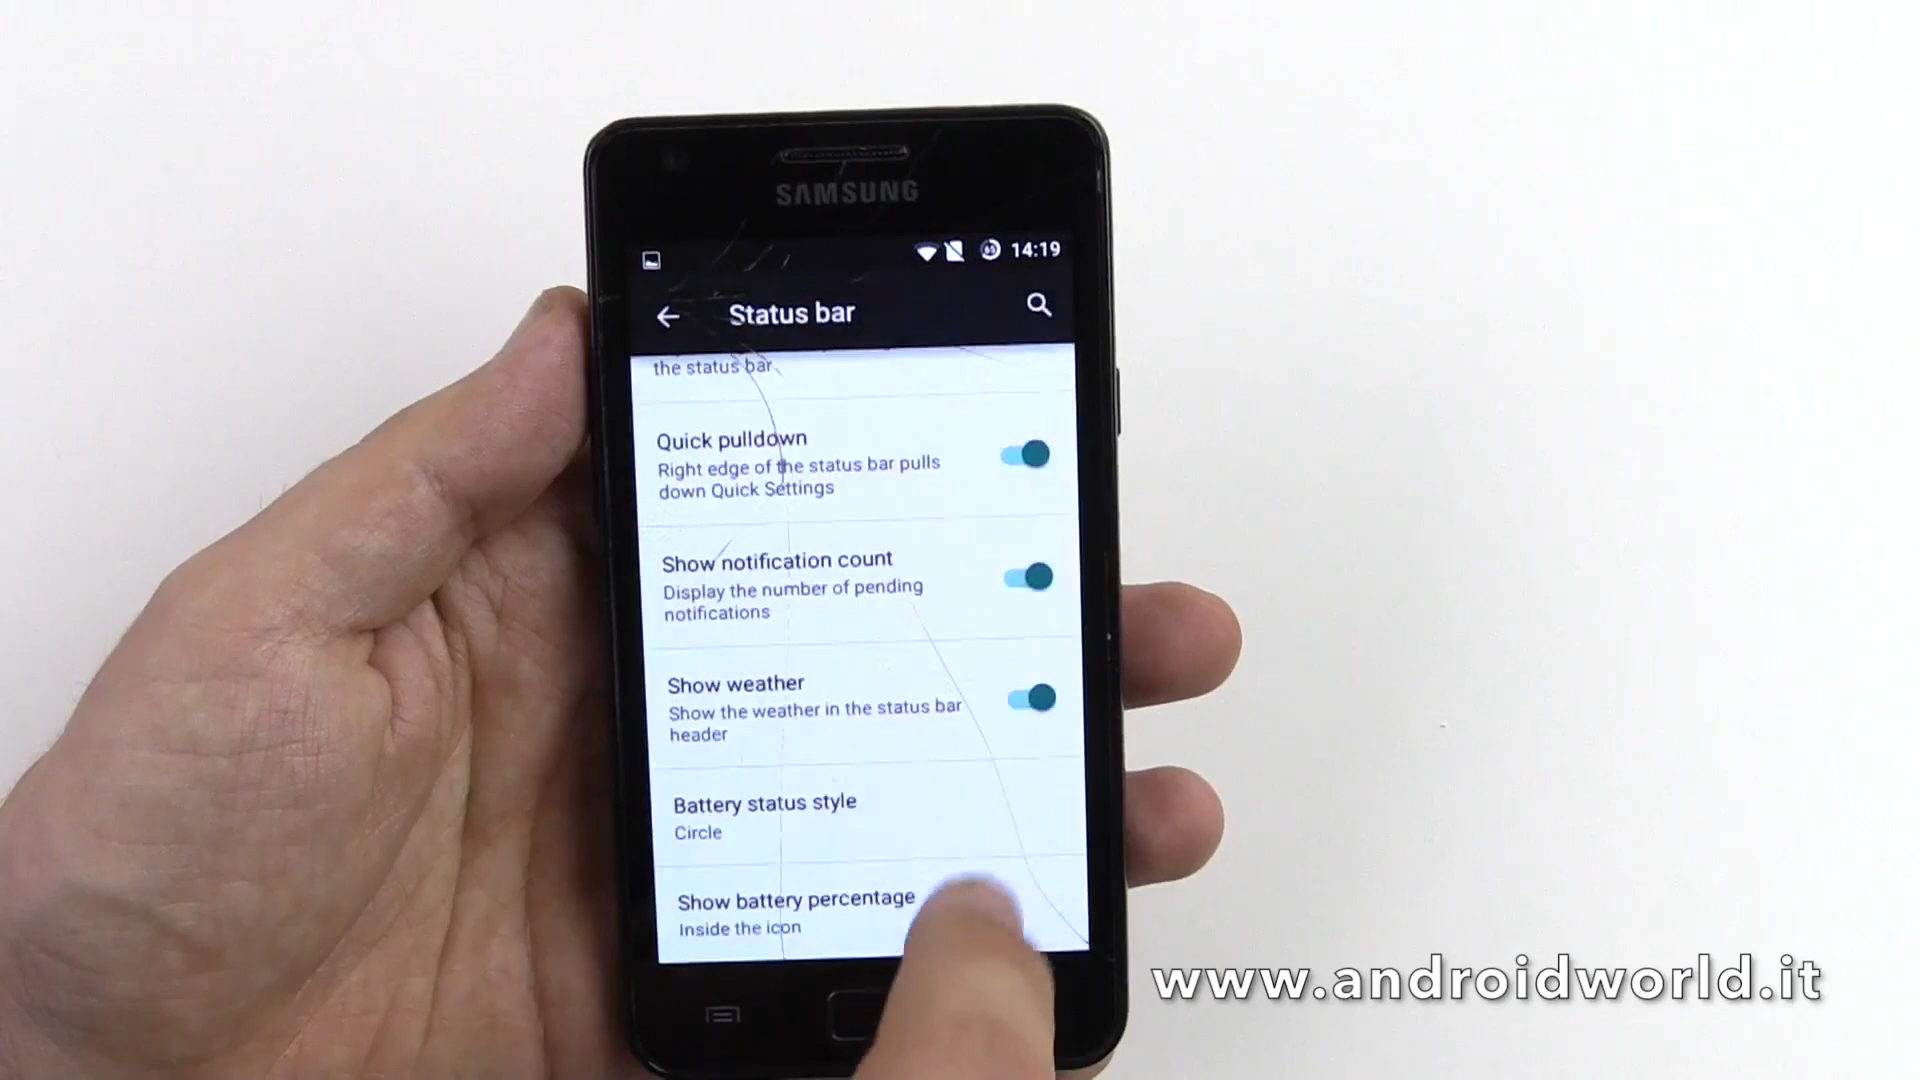 SAMSUNG
65 14:19
Status bar
the status bar
Quick pulldown
Right edge of the status bar pulls
down Quick Settings
Show notification count
Display the number of pending
notifications
Show weather
Show the weather in the status bar
header
Battery status style
Circle
Show battery percentage
Inside the icon
www.androidworld.it